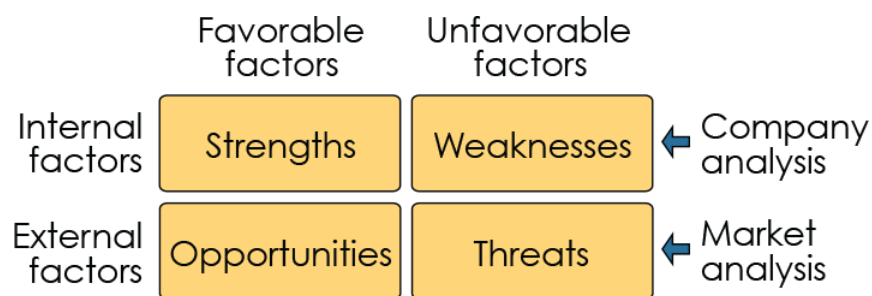 Favorable
factors
Unfavorable
factors
Internal
factors
Strengths
Weaknesses
Company
analysis
External
factors
Opportunities
Threats
Market
analysis